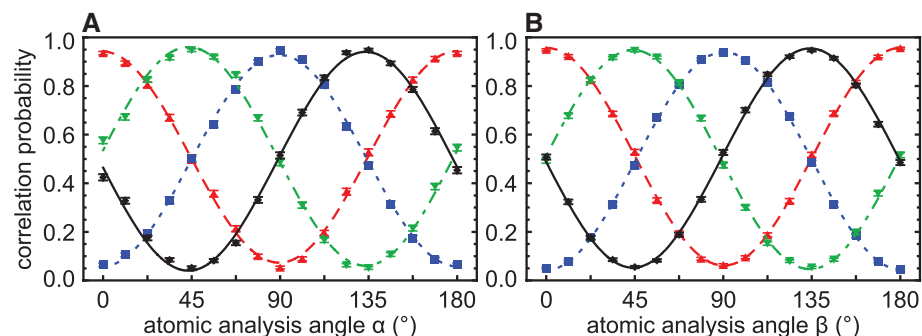 A
B
correlation probability
1.0
0.8
0.6
0.4
0.2
0.0
1.0
0.8
0.6
0.4
0.2
0.0
0 45 90 135 180
0 45 90 135 180
atomic analysis angle α (°)
atomic analysis angle β (°)